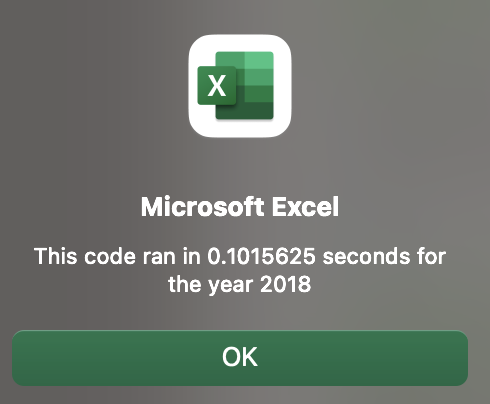 X
Microsoft Excel
This code ran in 0.1015625 seconds for
the year 2018
OK